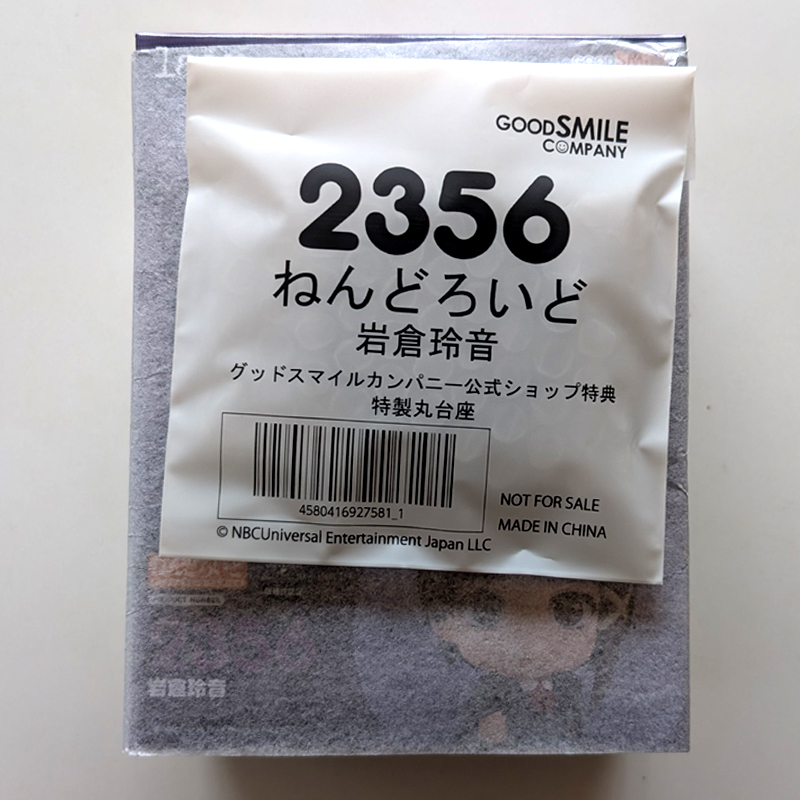 GOODSMILE
COMPANY
2356
ねんどろいど
岩倉玲音
グッドスマイルカンパニー公式ショップ特典
特製丸台座
4580416927581_1
NOT FOR SALE
MADE IN CHINA
© NBCUniversal Entertainment Japan LLC
2356
岩倉玲音